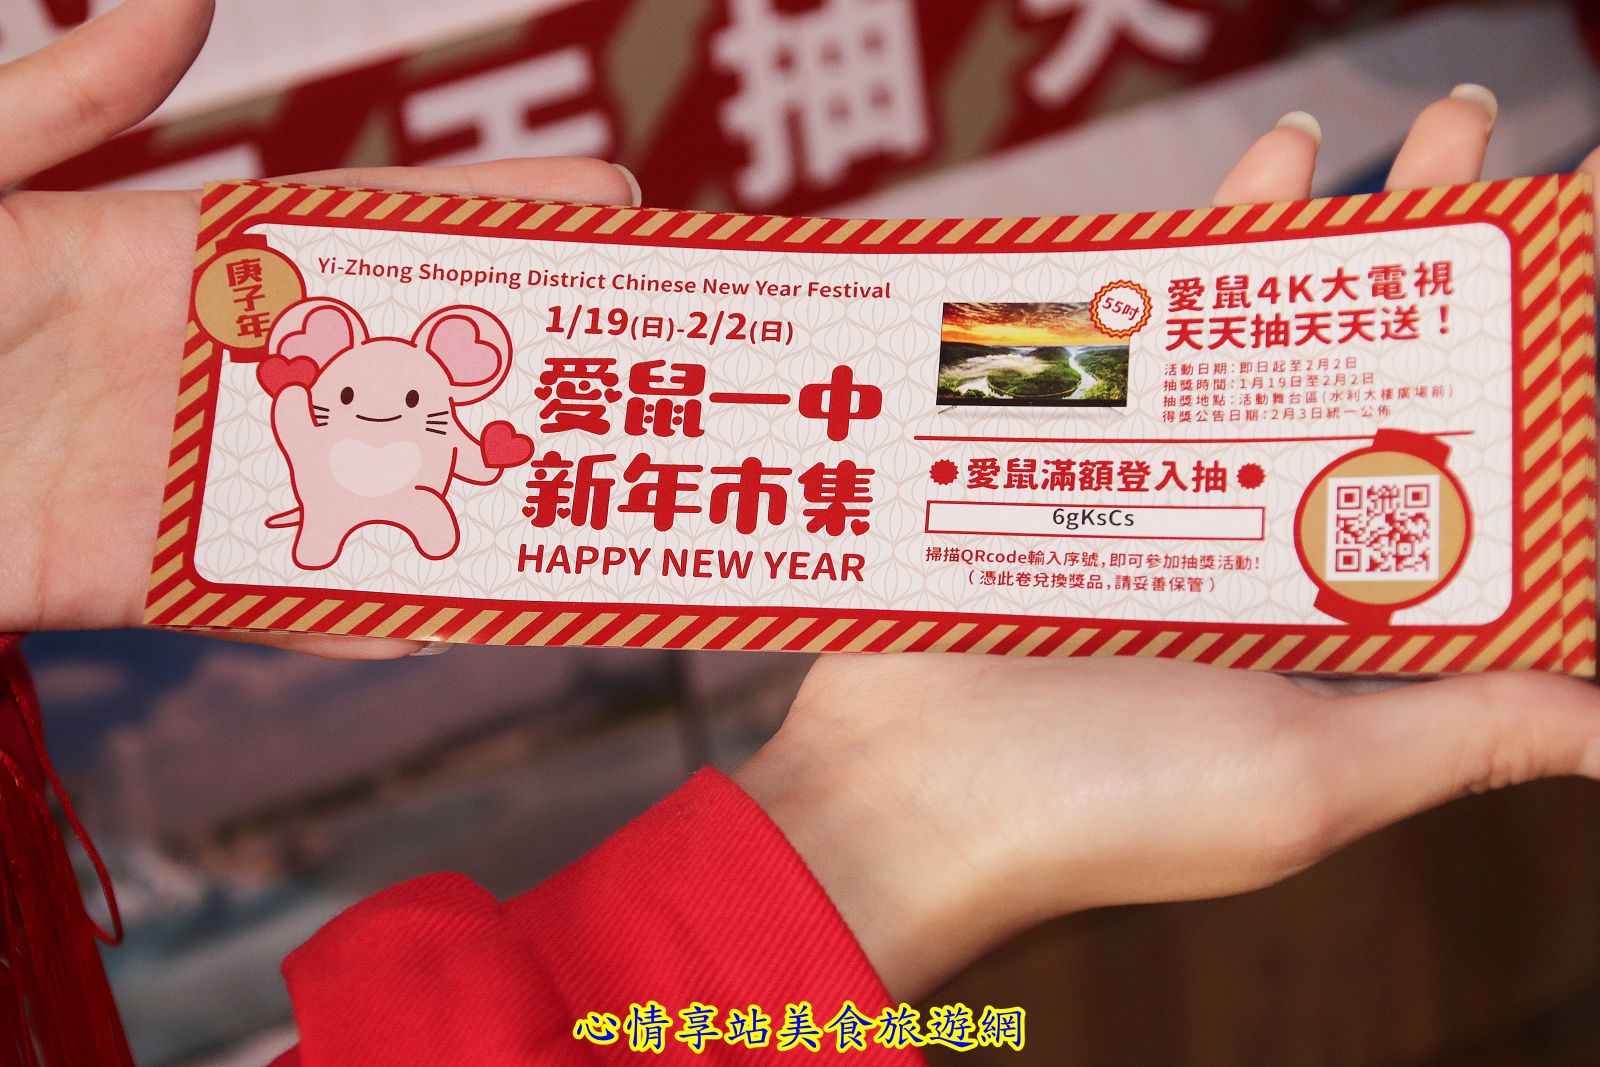 天抽天
庚子年
Yi-Zhong Shopping District Chinese New Year Festival
1/19(日)-2/2(日)
愛鼠一中
新年市集
HAPPY NEW YEAR
55吋
愛鼠4K大電視
天天抽天天送！
活動日期：即日起至2月2日
抽獎時間：1月19日至2月2日
抽獎地點：活動舞台區(水利大樓廣場前)
得獎公告日期：2月3日統一公佈
愛鼠滿額登入抽
6gKsCs
掃描QRcode輸入序號，即可參加抽獎活動！
（憑此卷兌換獎品，請妥善保管）
心情享站美食旅遊網